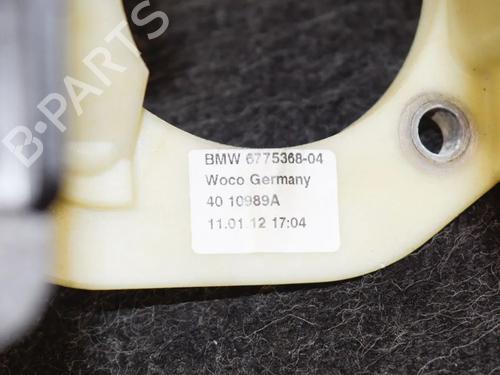 B-PARTS
BMW 6775368-04
Woco Germany
40 10989A
11.01.12 17:04